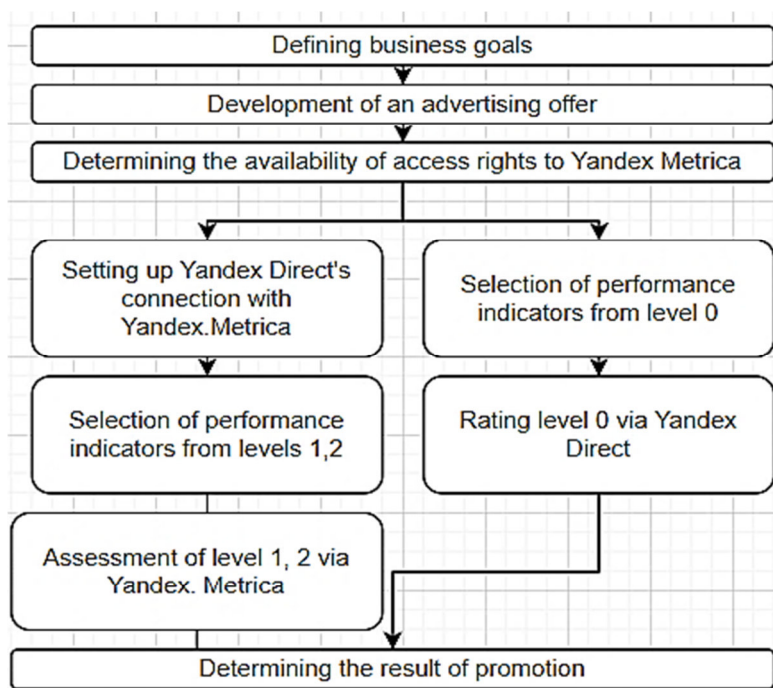 Defining business goals
Development of an advertising offer
Determining the availability of access rights to Yandex Metrica
Setting up Yandex Direct's
connection with
Yandex.Metrica
Selection of performance
indicators from level 0
Selection of performance
indicators from levels 1,2
Rating level 0 via Yandex
Direct
Assessment of level 1, 2 via
Yandex. Metrica
Determining the result of promotion